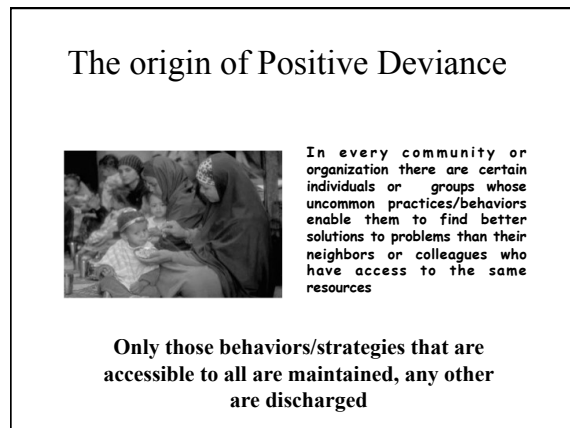 The origin of Positive Deviance
In every community or
organization there are certain
individuals or groups whose
uncommon practices/behaviors
enable them to find better
solutions to problems than their
neighbors or colleagues who
have access to the same
resources
Only those behaviors/strategies that are
accessible to all are maintained, any other
are discharged